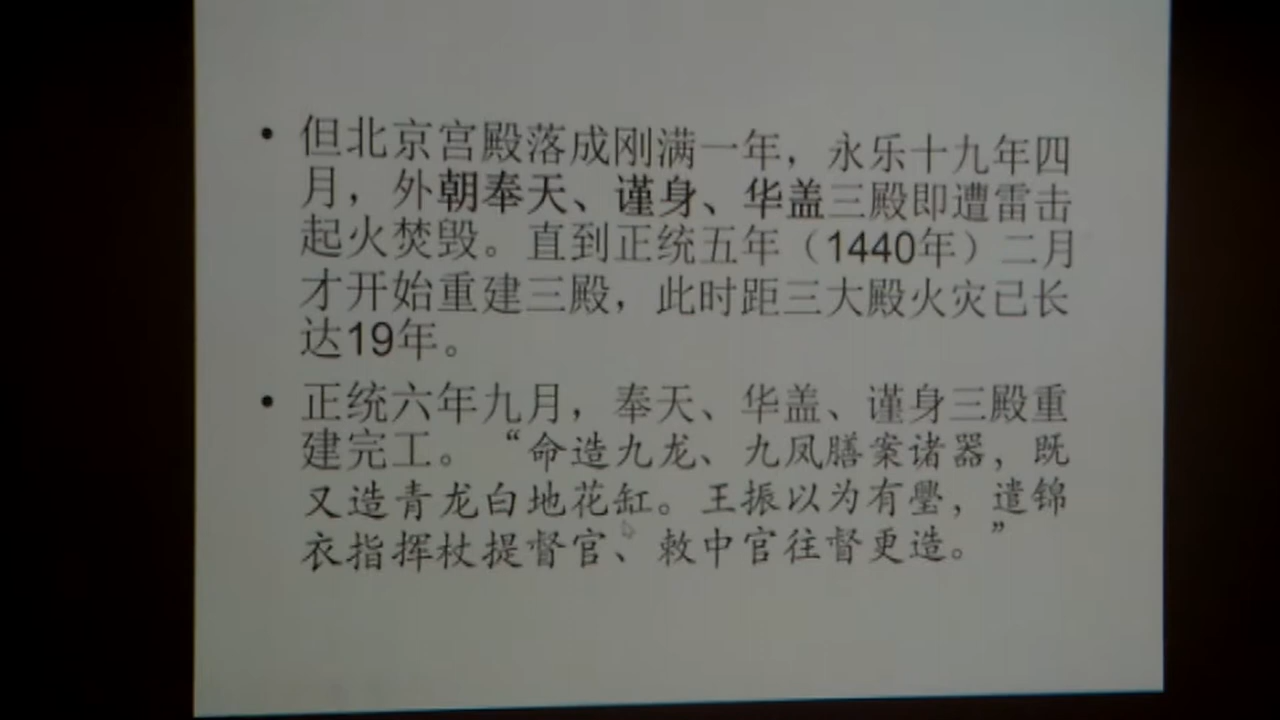 • 但北京宫殿落成刚满一年，永乐十九年四
月，外朝奉天、谨身、华盖三殿即遭雷击
起火焚毁。直到正统五年（1440年）二月
才开始重建三殿，此时距三大殿火灾已长
达19年。
• 正统六年九月，奉天、华盖、谨身三殿重
建完工。“命造九龙、九凤膳案诸器，既
又造青龙白地花缸。王振以为有璺，遣锦
衣指挥杖提督官、敕中官往督更造。”